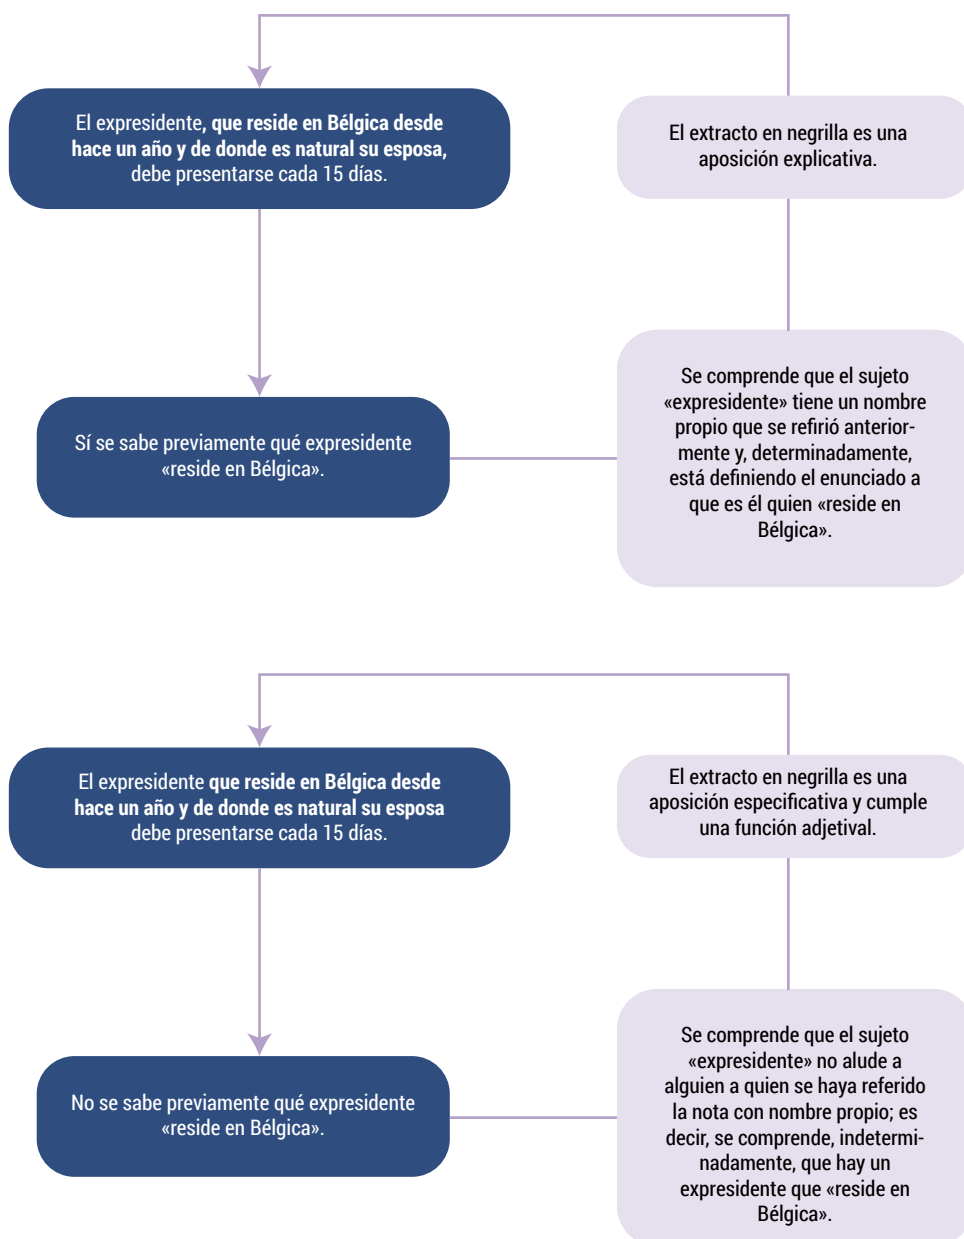 El expresidente, que reside en Bélgica desde
hace un año y de donde es natural su esposa,
debe presentarse cada 15 días.
El extracto en negrilla es una
aposición explicativa.
Sí se sabe previamente qué expresidente
«reside en Bélgica».
Se comprende que el sujeto
«expresidente» tiene un nombre
propio que se refirió anterior-
mente y, determinadamente,
está definiendo el enunciado a
que es él quien «reside en
Bélgica».
El expresidente que reside en Bélgica desde
hace un año y de donde es natural su esposa
debe presentarse cada 15 días.
El extracto en negrilla es una
aposición especificativa y cumple
una función adjetival.
No se sabe previamente qué expresidente
«reside en Bélgica».
Se comprende que el sujeto
«expresidente» no alude a
alguien a quien se haya referido
la nota con nombre propio; es
decir, se comprende, indetermi-
nadamente, que hay un
expresidente que «reside en
Bélgica».